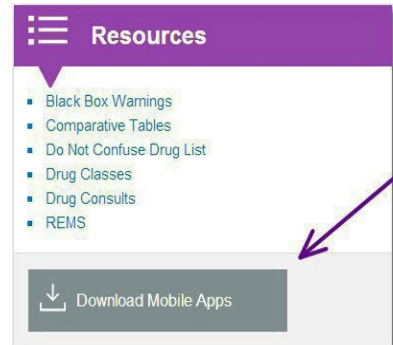 Resources
Black Box Warnings
Comparative Tables
Do Not Confuse Drug List
Drug Classes
Drug Consults
REMS
Download Mobile Apps